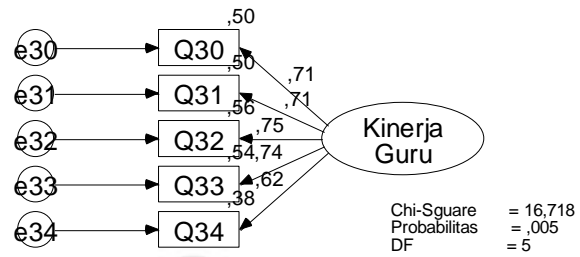 ,50
e30 Q30
,71
,50
e31 Q31
,71
,56
e32 Q32
,75
Kinerja
Guru
,54
,74
e33 Q33
,62
,38
e34 Q34
Chi-Sguare = 16,718
Probabilitas = ,005
DF = 5